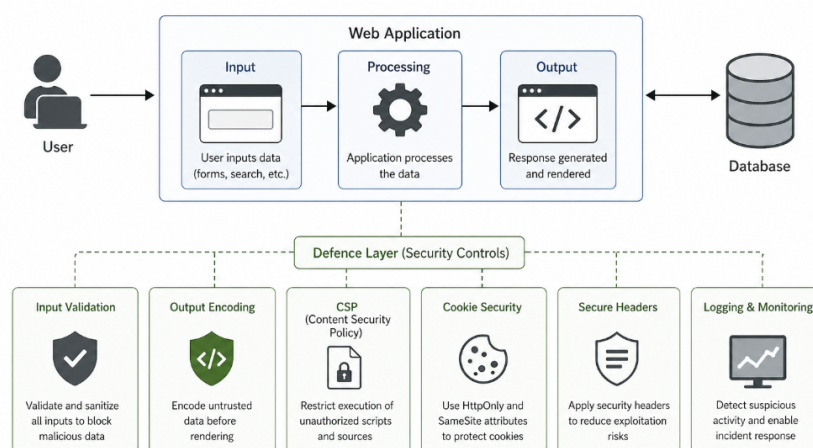 Web Application
Input
Processing
Output
</>
User
User inputs data
(forms, search, etc.)
Application processes
the data
Response generated
and rendered
Database
Defence Layer (Security Controls)
Input Validation
Validate and sanitize
all inputs to block
malicious data
Output Encoding
</>
Encode untrusted
data before
rendering
CSP
(Content Security
Policy)
Restrict execution of
unauthorized scripts
and sources
Cookie Security
Use HttpOnly and
SameSite attributes
to protect cookies
Secure Headers
Apply security headers
to reduce exploitation
risks
Logging & Monitoring
Detect suspicious
activity and enable
incident response